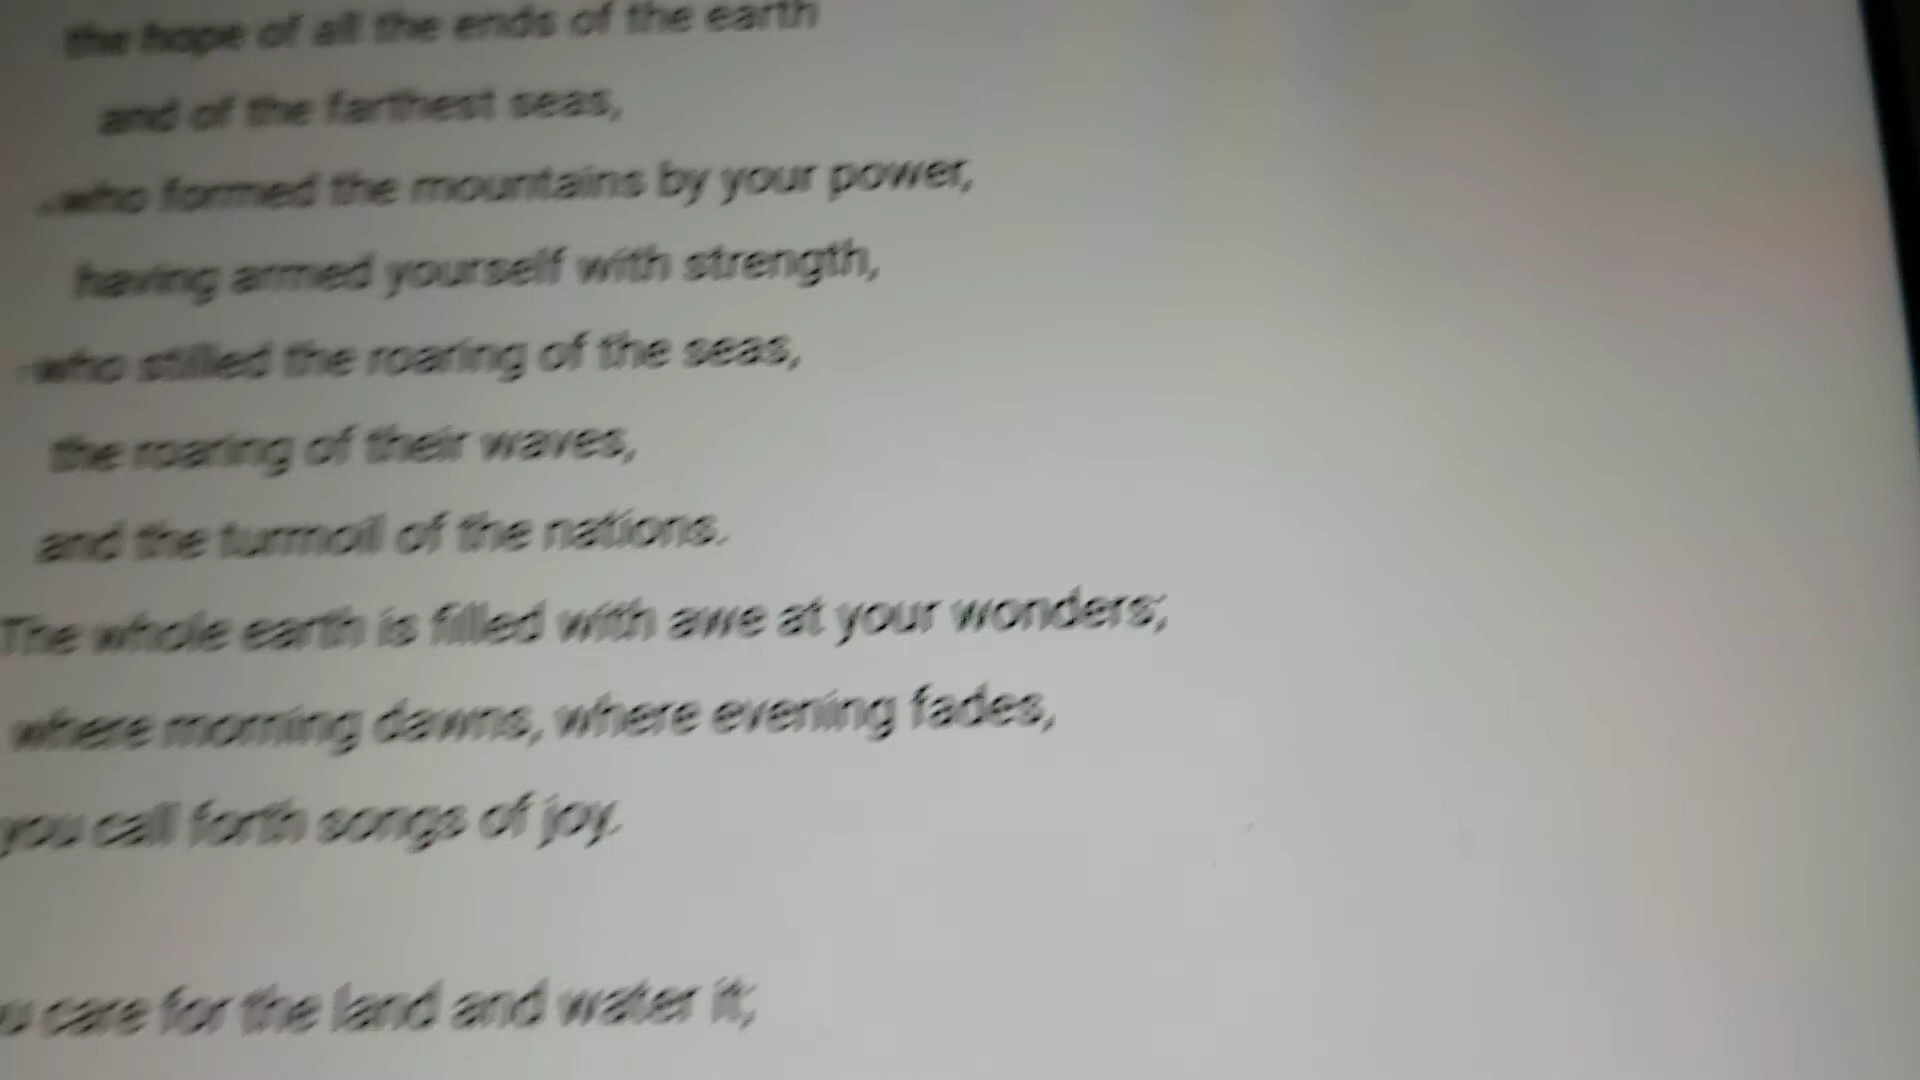 the hope of all the ends of the earth
and of the farthest seas,
who formed the mountains by your power,
having armed yourself with strength,
who stilled the roaring of the seas,
the roaring of their waves,
and the turmoil of the nations.
The whole earth is filled with awe at your wonders;
where morning dawns, where evening fades,
you call forth songs of joy.
care for the land and water it;